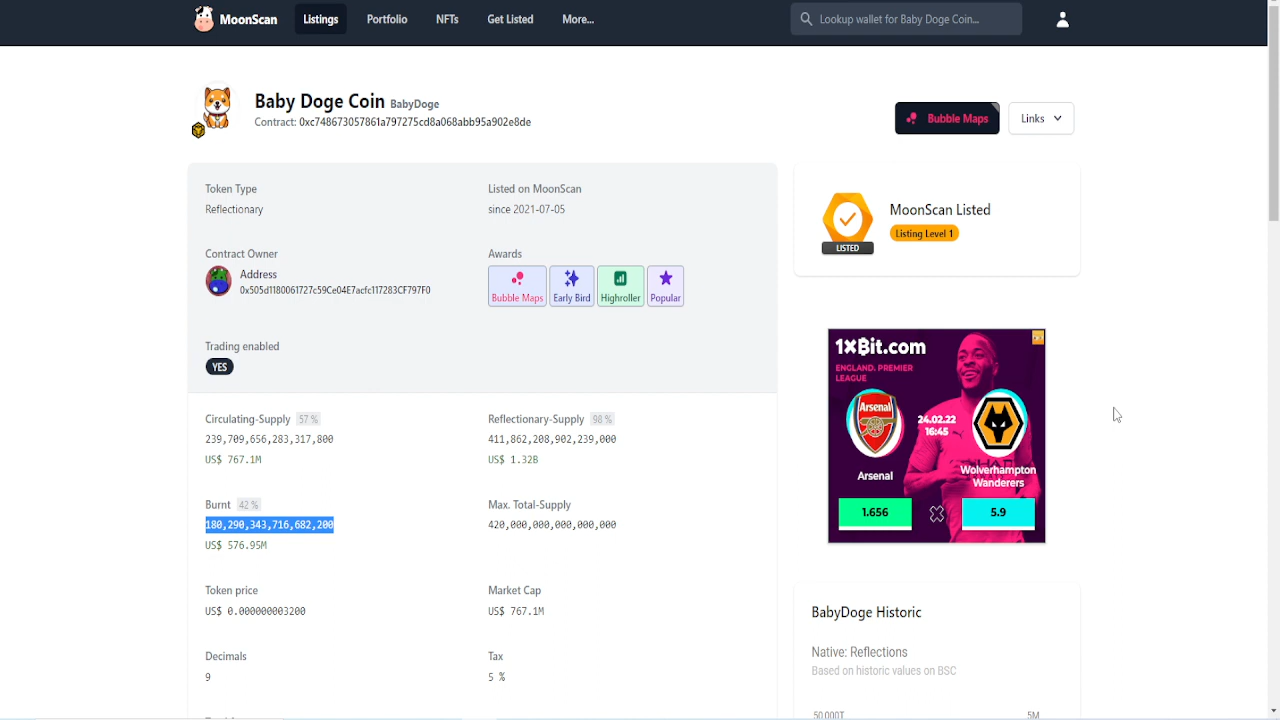 MoonScan
Listings
Portfolio
NFTs
Get Listed
More...
Lookup wallet for Baby Doge Coin...
Baby Doge Coin BabyDoge
Contract: 0xc748673057861a797275cd8a068abb95a902e8de
Bubble Maps
Links
Token Type
Reflectionary
Listed on MoonScan
since 2021-07-05
Contract Owner
Address
0x505d1180061727c59Ce04E7acfc117283CF797F0
Awards
Bubble Maps
Early Bird
Highroller
Popular
Trading enabled
YES
MoonScan Listed
Listing Level 1
LISTED
Circulating-Supply 57 %
239,709,656,283,317,800
US$ 767.1M
Reflectionary-Supply 98 %
411,862,208,902,239,000
US$ 1.32B
Burnt 42 %
180,290,343,716,682,200
US$ 576.95M
Max. Total-Supply
420,000,000,000,000,000
Token price
US$ 0.000000003200
Market Cap
US$ 767.1M
Decimals
9
Tax
5 %
1xBit.com
ENGLAND. PREMIER
LEAGUE
Arsenal
24.02.22
16:45
Arsenal
Wolverhampton
Wanderers
1.656
5.9
BabyDoge Historic
Native: Reflections
Based on historic values on BSC
50,000T
5M